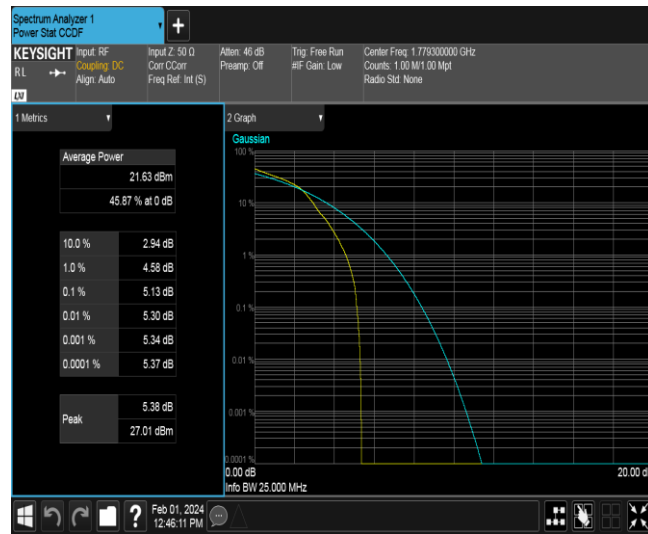 Spectrum Analyzer 1
Power Stat CCDF
+
KEYSIGHT
RL
LXI
Input: RF
Coupling: DC
Align: Auto
Input Z: 50 Ω
Corr CCorr
Freq Ref: Int (S)
Atten: 46 dB
Preamp: Off
Trig: Free Run
#IF Gain: Low
Center Freq: 1.779300000 GHz
Counts: 1.00 M/1.00 Mpt
Radio Std: None
1 Metrics
Average Power
21.63 dBm
45.87 % at 0 dB
10.0 % 2.94 dB
1.0 % 4.58 dB
0.1 % 5.13 dB
0.01 % 5.30 dB
0.001 % 5.34 dB
0.0001 % 5.37 dB
Peak
5.38 dB
27.01 dBm
2 Graph
Gaussian
100 %
10 %
1 %
0.1 %
0.01 %
0.001 %
0.0001 %
0.00 dB
20.00 d
Info BW 25.000 MHz
?
Feb 01, 2024
12:46:11 PM